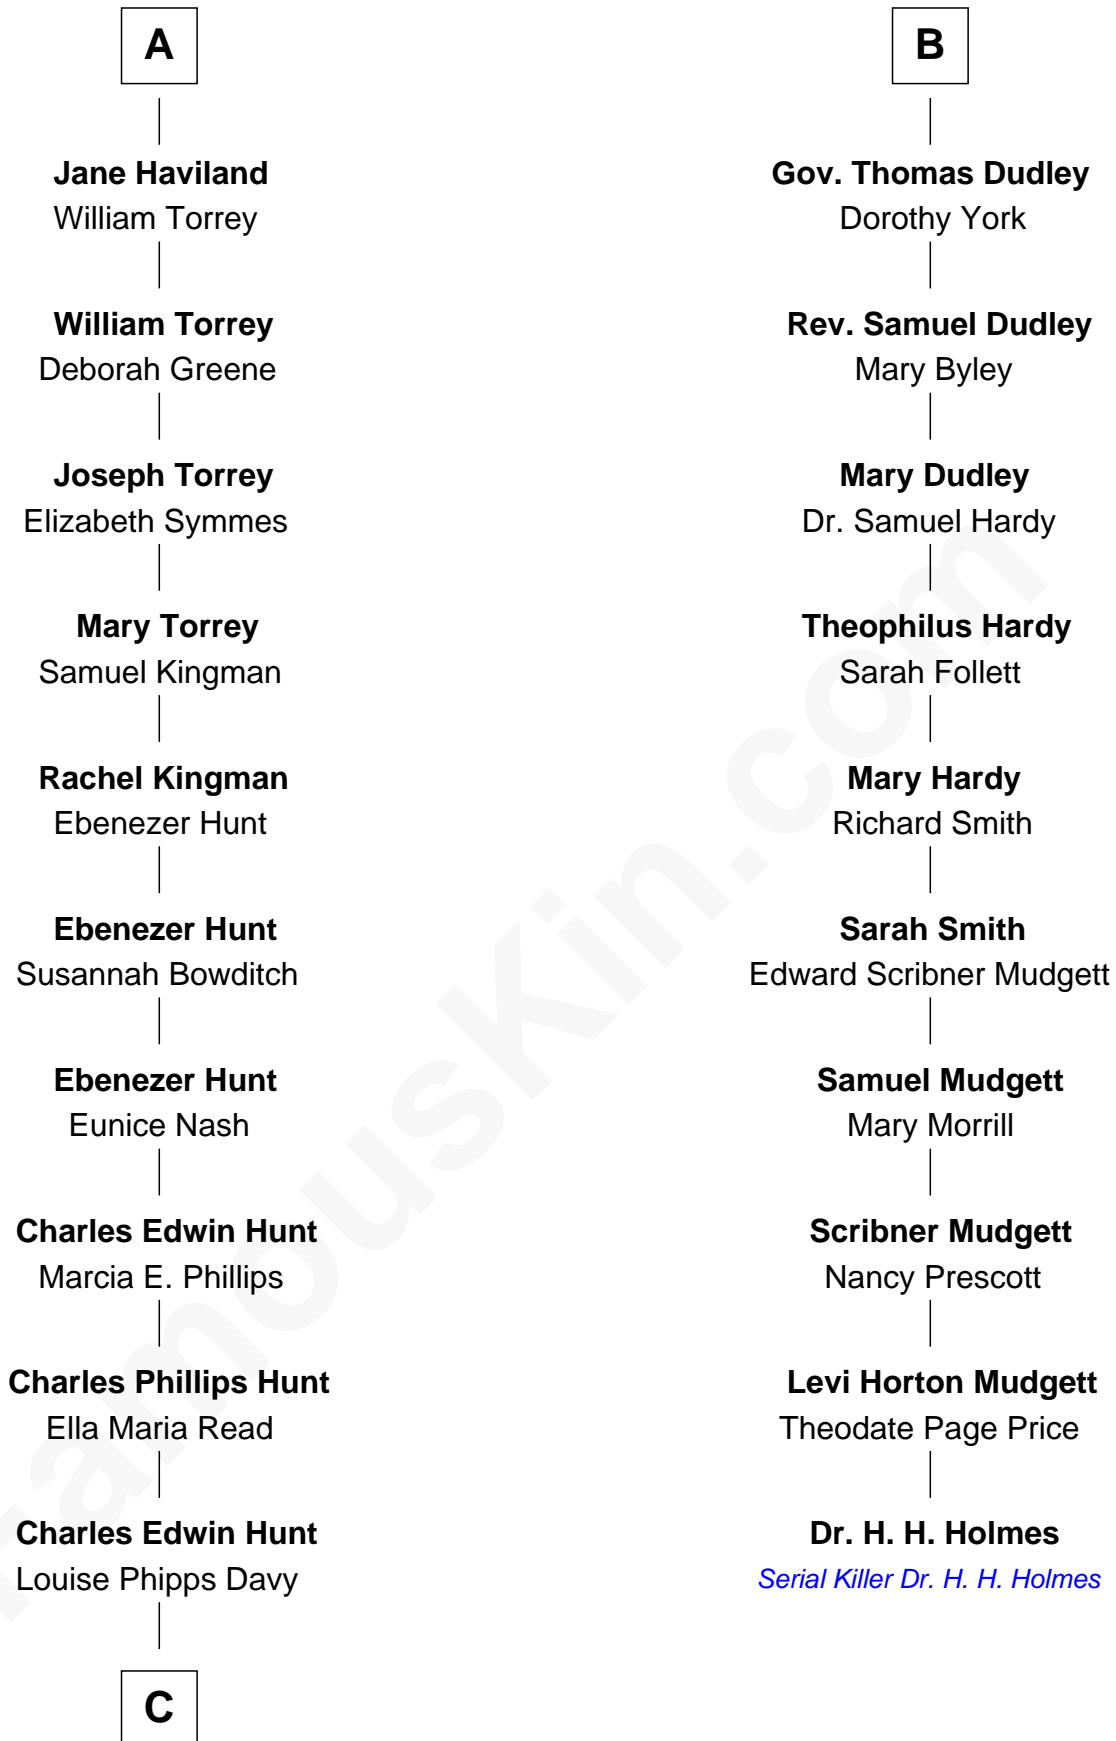 A
Jane Haviland
William Torrey
William Torrey
Deborah Greene
Joseph Torrey
Elizabeth Symmes
Mary Torrey
Samuel Kingman
Rachel Kingman
Ebenezer Hunt
Ebenezer Hunt
Susannah Bowditch
Ebenezer Hunt
Eunice Nash
Charles Edwin Hunt
Marcia E. Phillips
Charles Phillips Hunt
Ella Maria Read
Charles Edwin Hunt
Louise Phipps Davy
C
B
Gov. Thomas Dudley
Dorothy York
Rev. Samuel Dudley
Mary Byley
Mary Dudley
Dr. Samuel Hardy
Theophilus Hardy
Sarah Follett
Mary Hardy
Richard Smith
Sarah Smith
Edward Scribner Mudgett
Samuel Mudgett
Mary Morrill
Scribner Mudgett
Nancy Prescott
Levi Horton Mudgett
Theodate Page Price
Dr. H. H. Holmes
Serial Killer Dr. H. H. Holmes
FamousKin.com